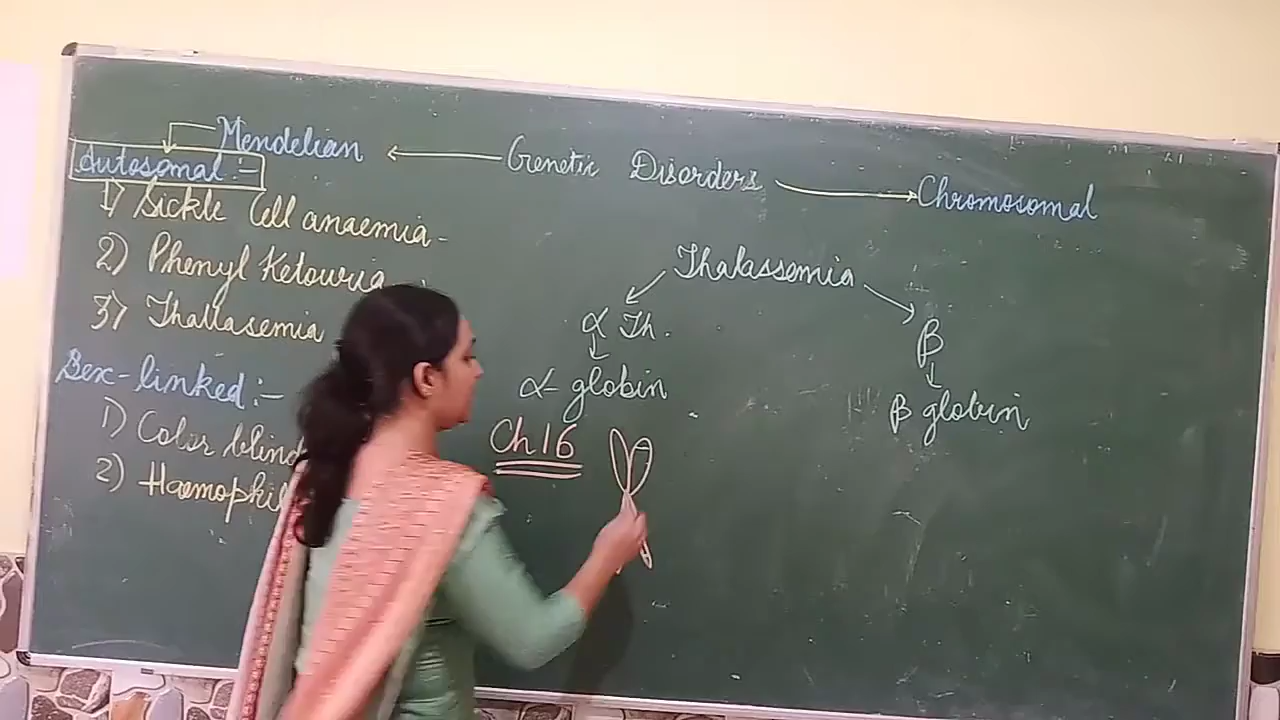 Mendelian ← Genetic Disorders → Chromosomal
Autosomal :-
1) Sickle Cell anaemia -
2) Phenyl Ketouria
3) Thallasemia
Sex-linked :-
1) Color blind
2) Haemophi
Thalassemia
α Th.
α- globin
Ch 16
β
β globin